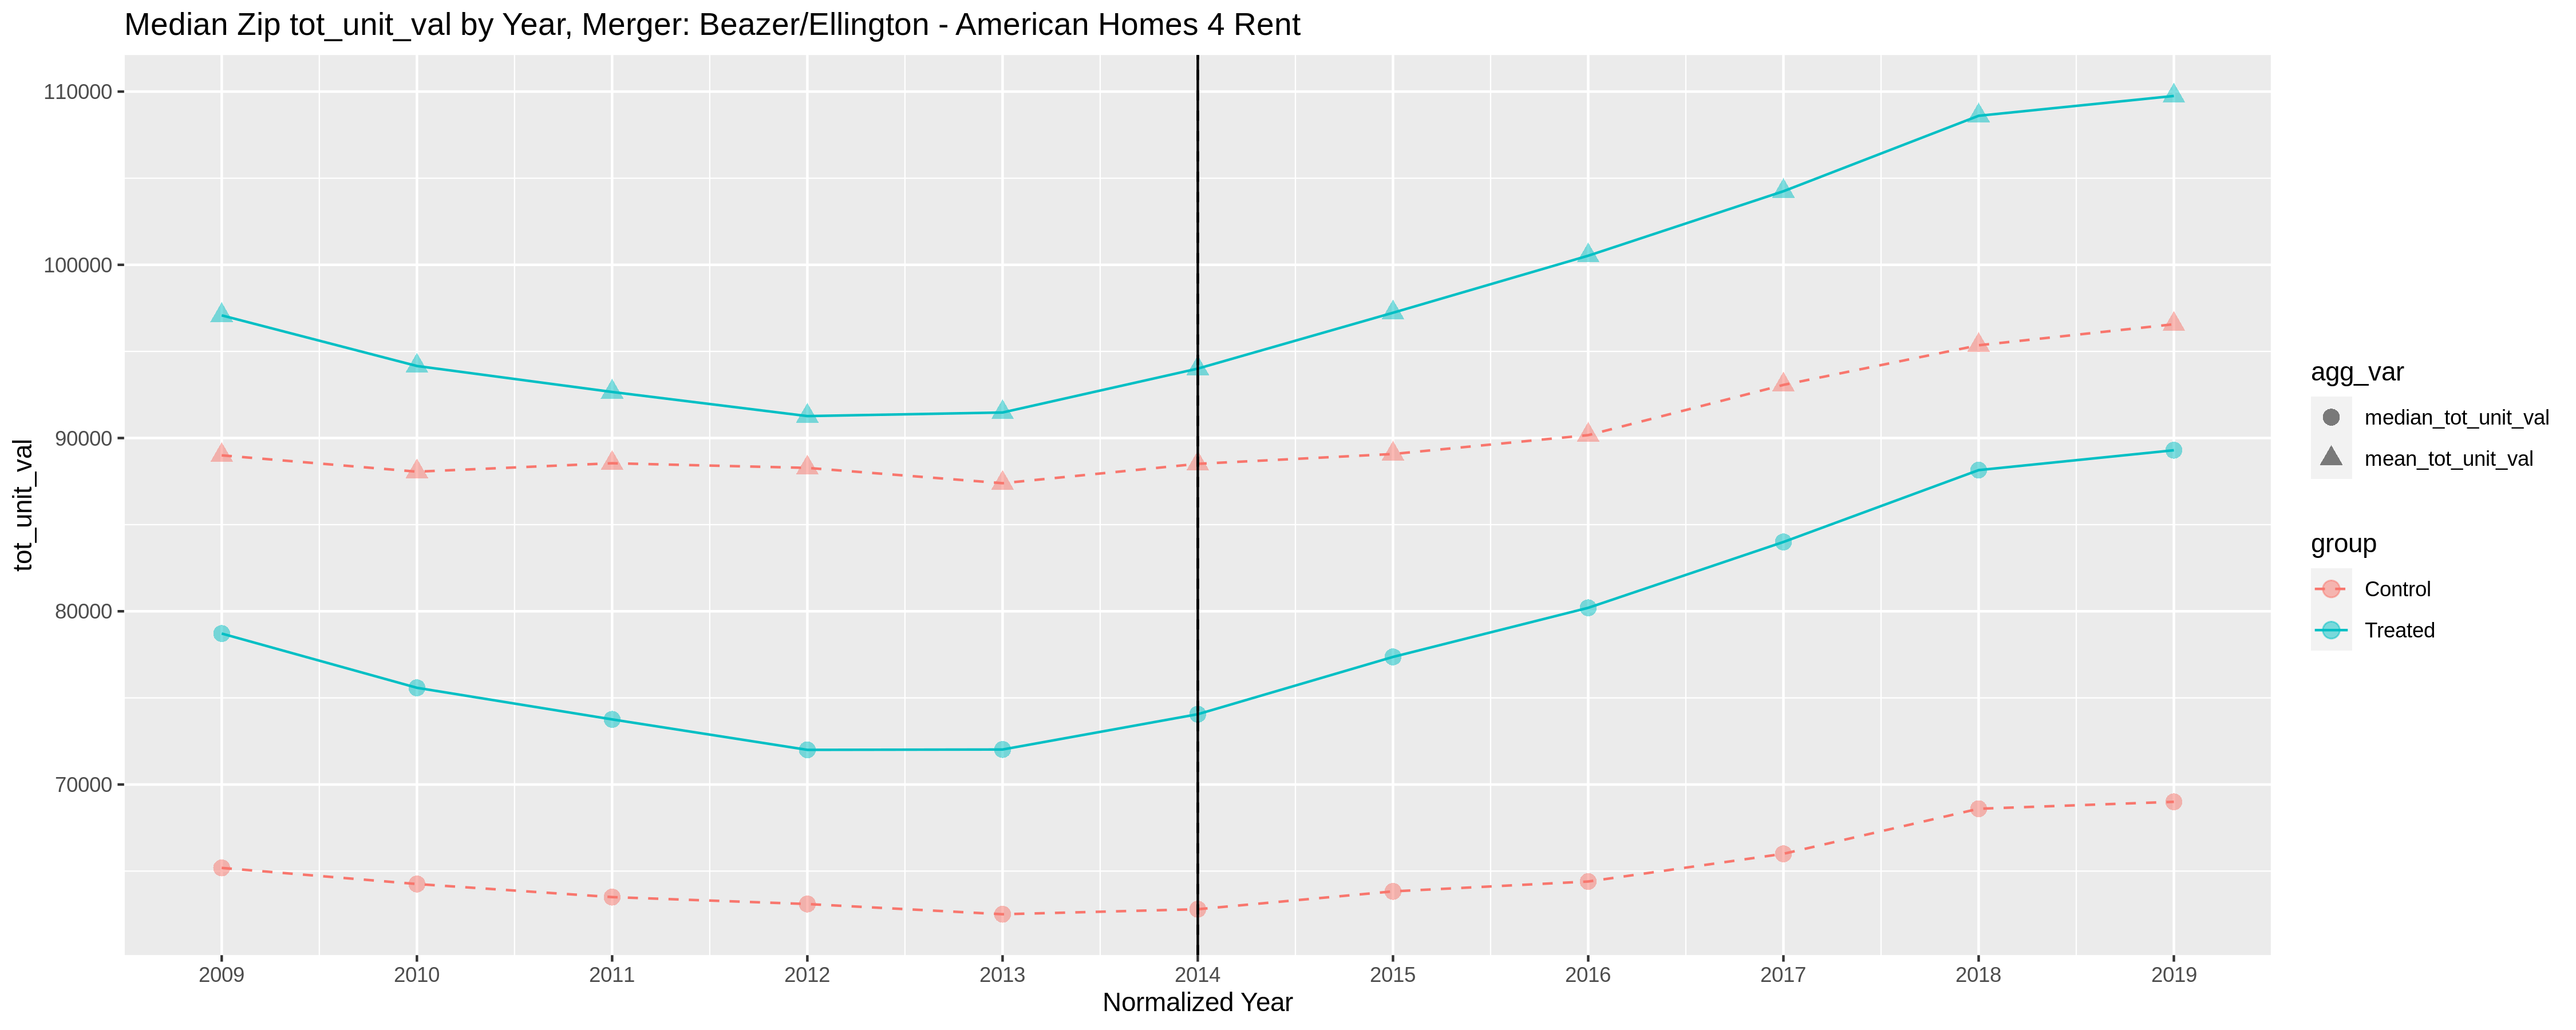 Median Zip tot_unit_val by Year, Merger: Beazer/Ellington - American Homes 4 Rent
tot_unit_val
110000
100000
90000
80000
70000
2009
2010
2011
2012
2013
2014
2015
2016
2017
2018
2019
Normalized Year
agg_var
median_tot_unit_val
mean_tot_unit_val
group
Control
Treated